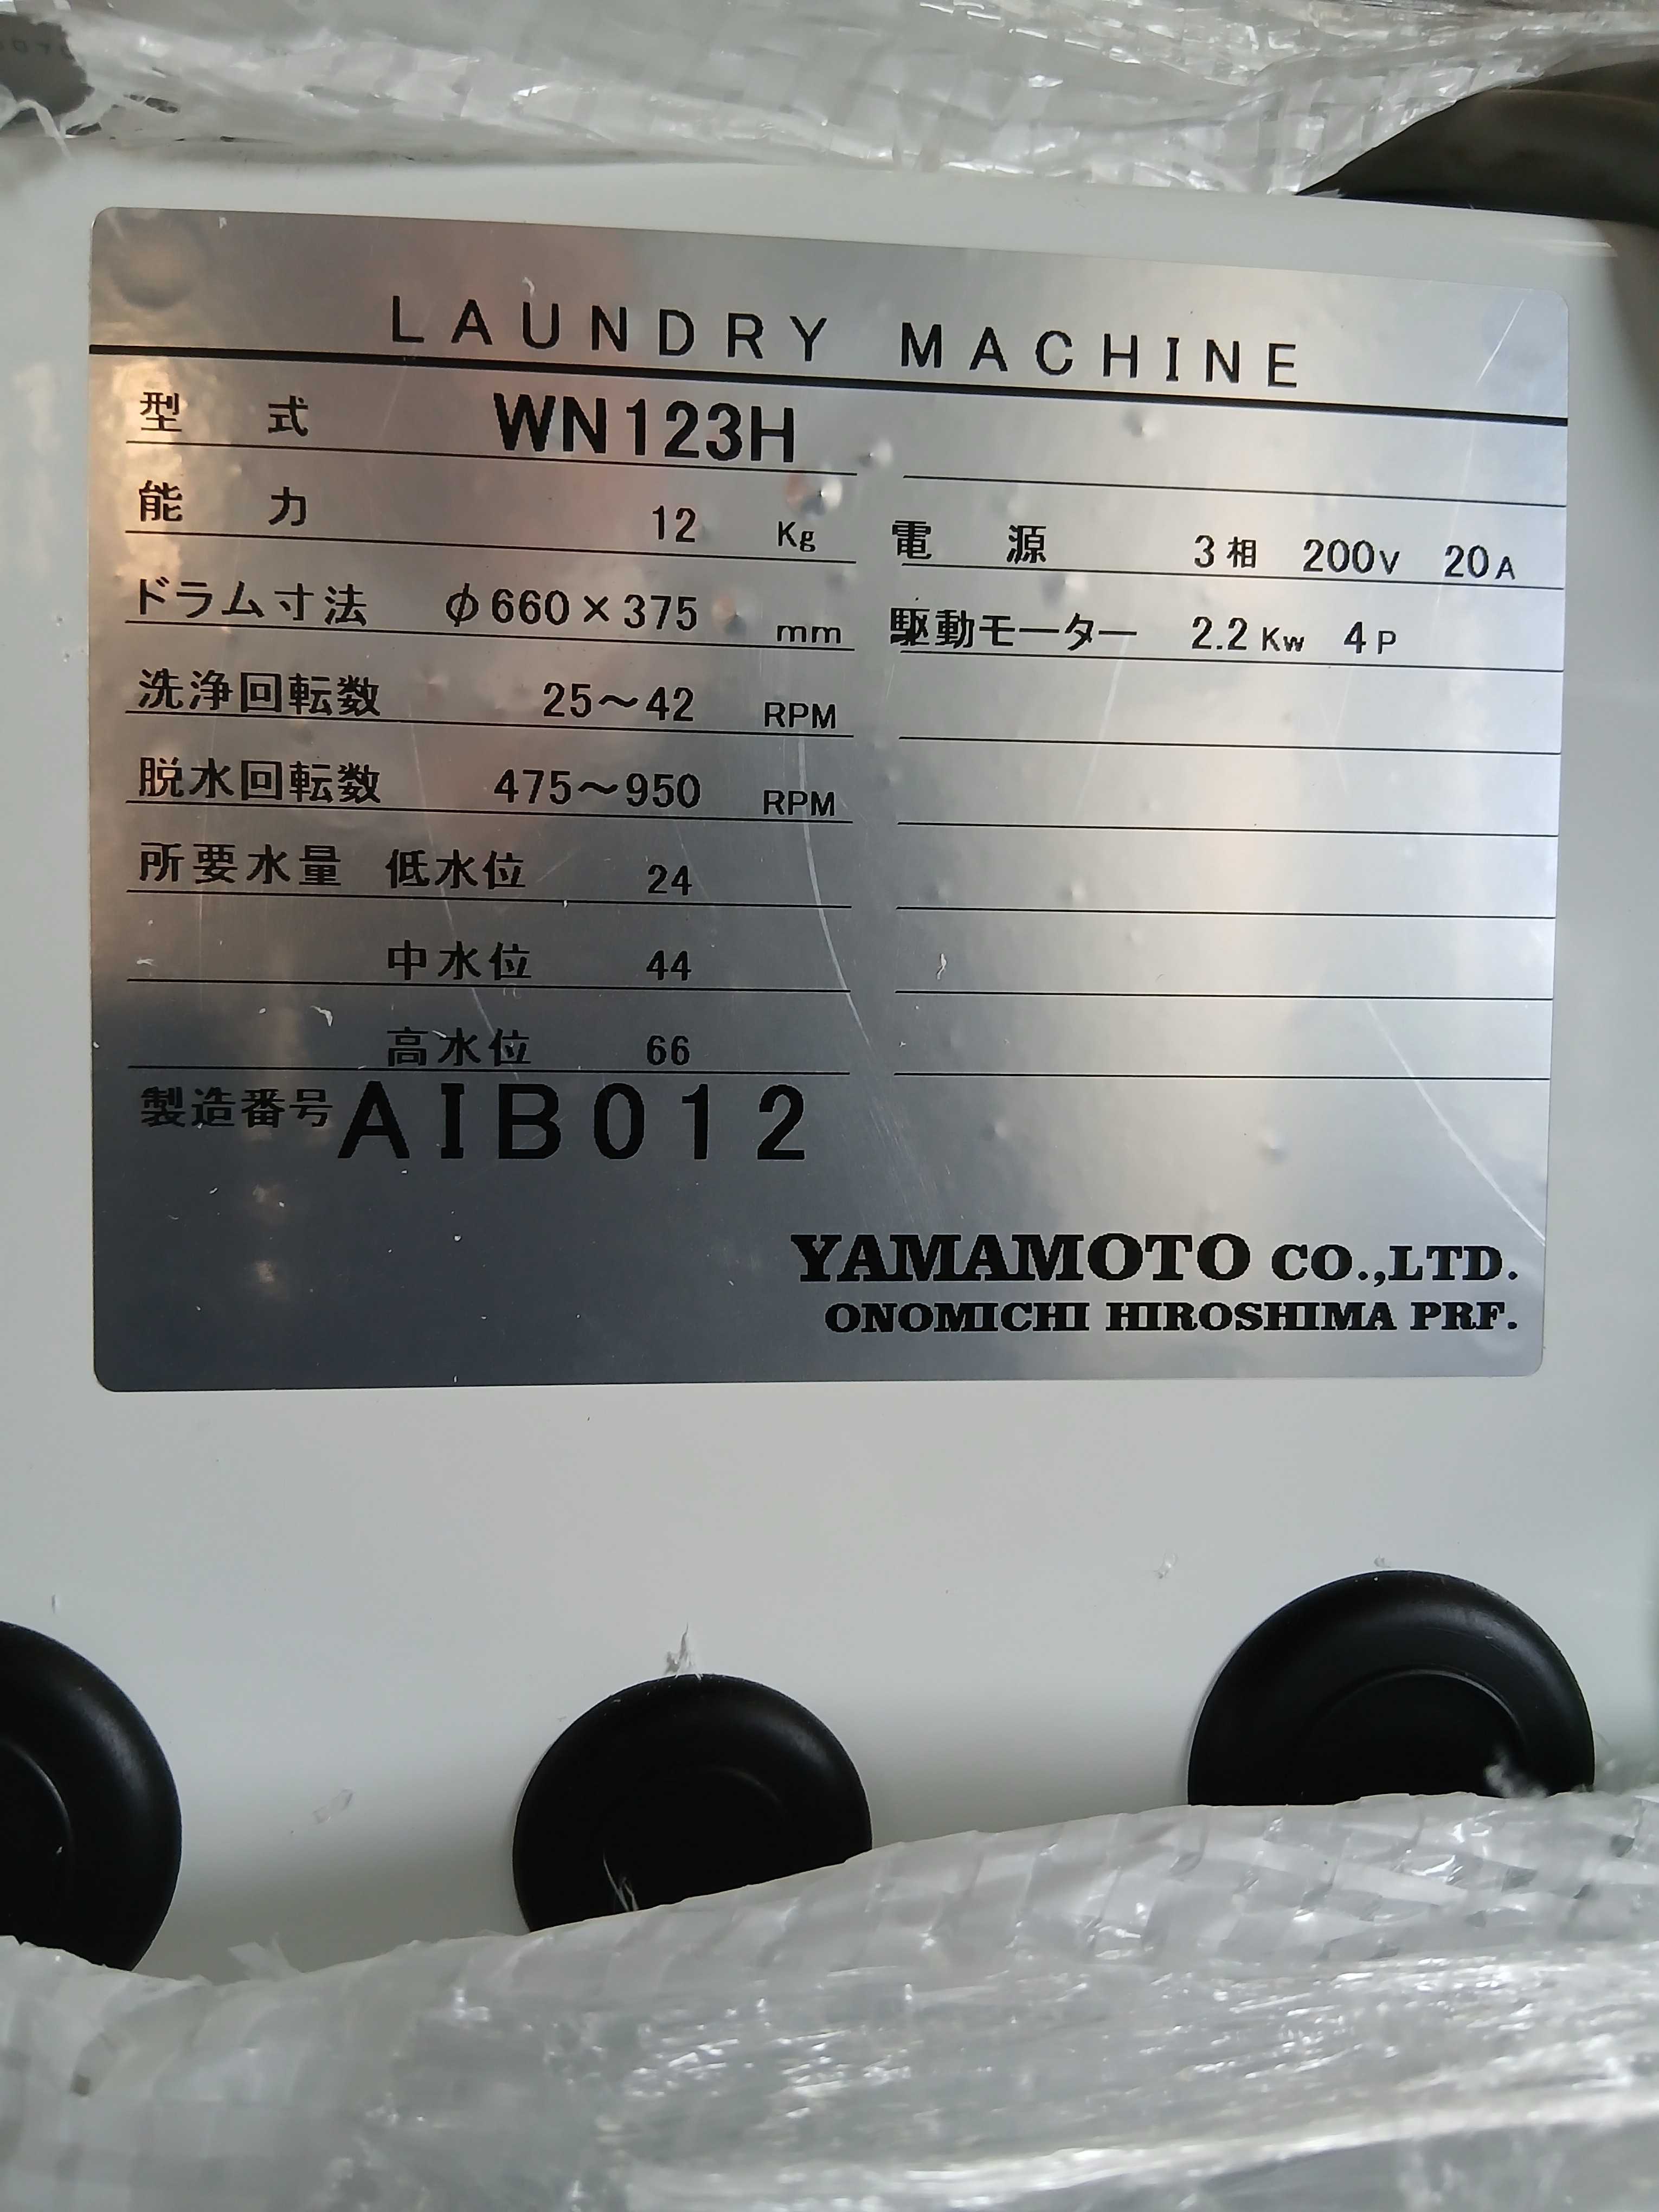 LAUNDRY MACHINE
型式 WN123H
能力 12 Kg 電源 3相 200V 20A
ドラム寸法 φ660×375 mm 駆動モーター 2.2Kw 4P
洗浄回転数 25～42 RPM
脱水回転数 475～950 RPM
所要水量 低水位 24
中水位 44
高水位 66
製造番号 AIB012
YAMAMOTO CO.,LTD.
ONOMICHI HIROSHIMA PRF.